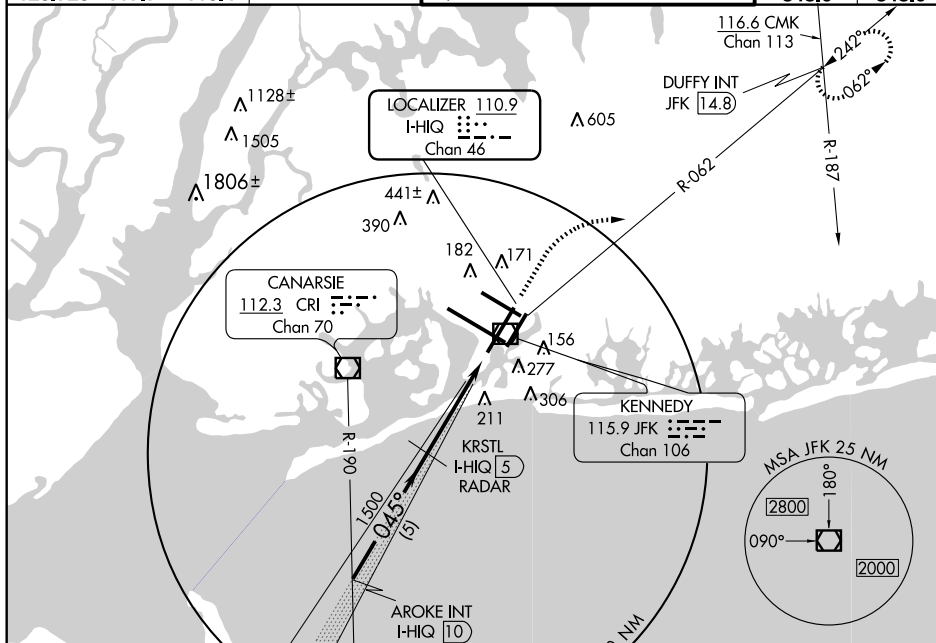 116.6 CMK
Chan 113
DUFFY INT
JFK 14.8
242°
062°
R-187
R-062
LOCALIZER 110.9
I-HIQ
Chan 46
605
1128±
1505
1806±
441±
390
182
171
CANARSIE
112.3 CRI
Chan 70
156
277
306
211
KENNEDY
115.9 JFK
Chan 106
R-190
KRSTL
I-HIQ 5
RADAR
1500
045°
(5)
AROKE INT
I-HIQ 10
NM
MSA JFK 25 NM
180°
2800
090°
2000